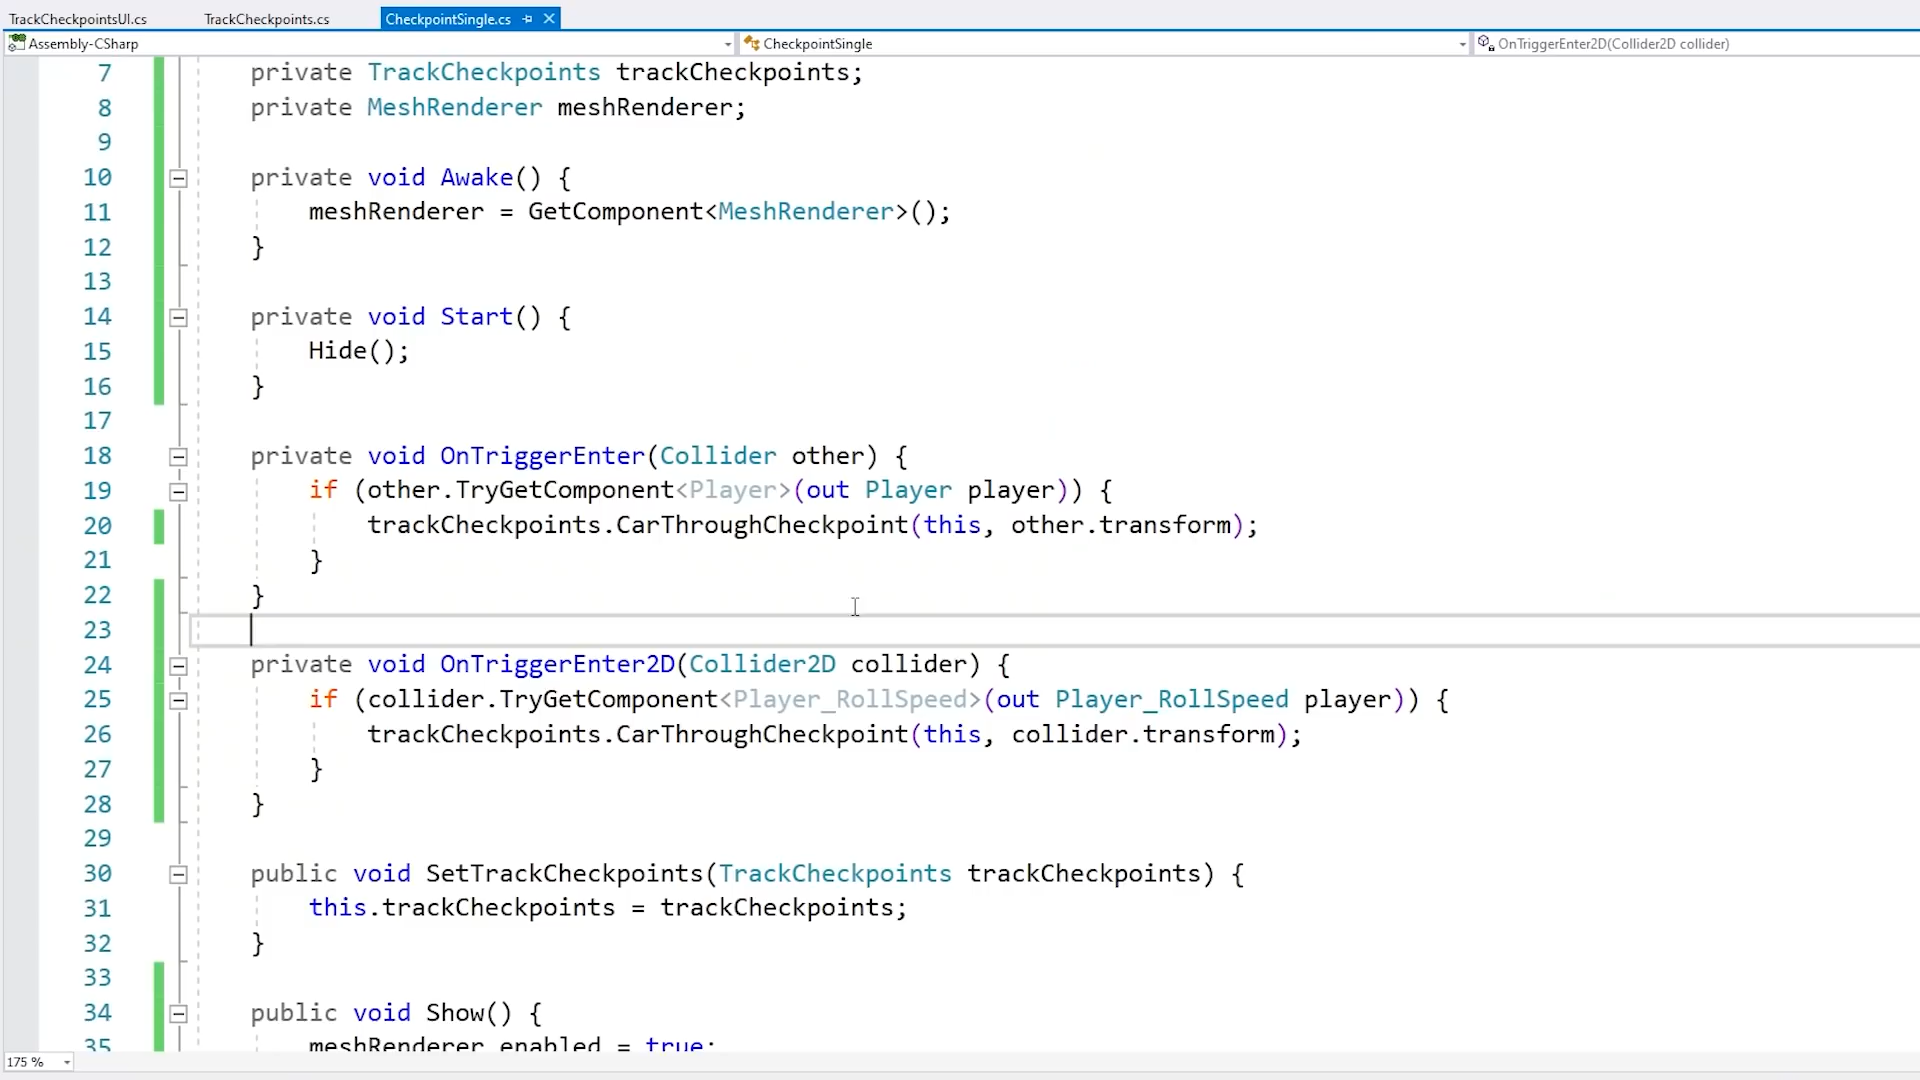 TrackCheckpointsUI.cs TrackCheckpoints.cs CheckpointSingle.cs
Assembly-CSharp CheckpointSingle OnTriggerEnter2D(Collider2D collider)
7 private TrackCheckpoints trackCheckpoints;
8 private MeshRenderer meshRenderer;
9
10 private void Awake() {
11 meshRenderer = GetComponent<MeshRenderer>();
12 }
13
14 private void Start() {
15 Hide();
16 }
17
18 private void OnTriggerEnter(Collider other) {
19 if (other.TryGetComponent<Player>(out Player player)) {
20 trackCheckpoints.CarThroughCheckpoint(this, other.transform);
21 }
22 }
23
24 private void OnTriggerEnter2D(Collider2D collider) {
25 if (collider.TryGetComponent<Player_RollSpeed>(out Player_RollSpeed player)) {
26 trackCheckpoints.CarThroughCheckpoint(this, collider.transform);
27 }
28 }
29
30 public void SetTrackCheckpoints(TrackCheckpoints trackCheckpoints) {
31 this.trackCheckpoints = trackCheckpoints;
32 }
33
34 public void Show() {
35 meshRenderer.enabled = true;
175 %